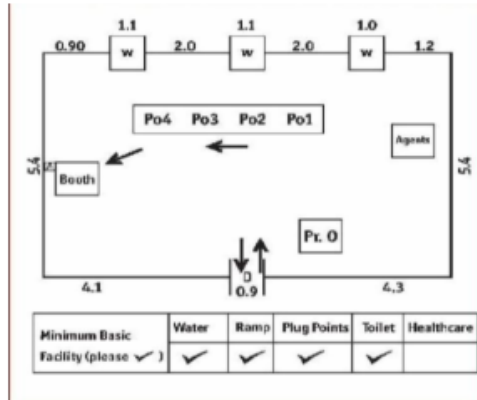 1.1 1.1 1.0
0.90 W 2.0 W 2.0 W 1.2
Po4 Po3 Po2 Po1
Agents
5.4 5.4
Booth
Pr. O
D
4.1 0.9 4.3
Minimum Basic Facility (please ✓) Water Ramp Plug Points Toilet Healthcare
✓ ✓ ✓ ✓